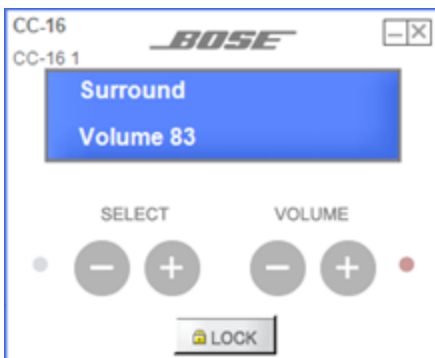 CC-16
BOSE
CC-16 1
Surround
Volume 83
SELECT VOLUME
− + − +
LOCK